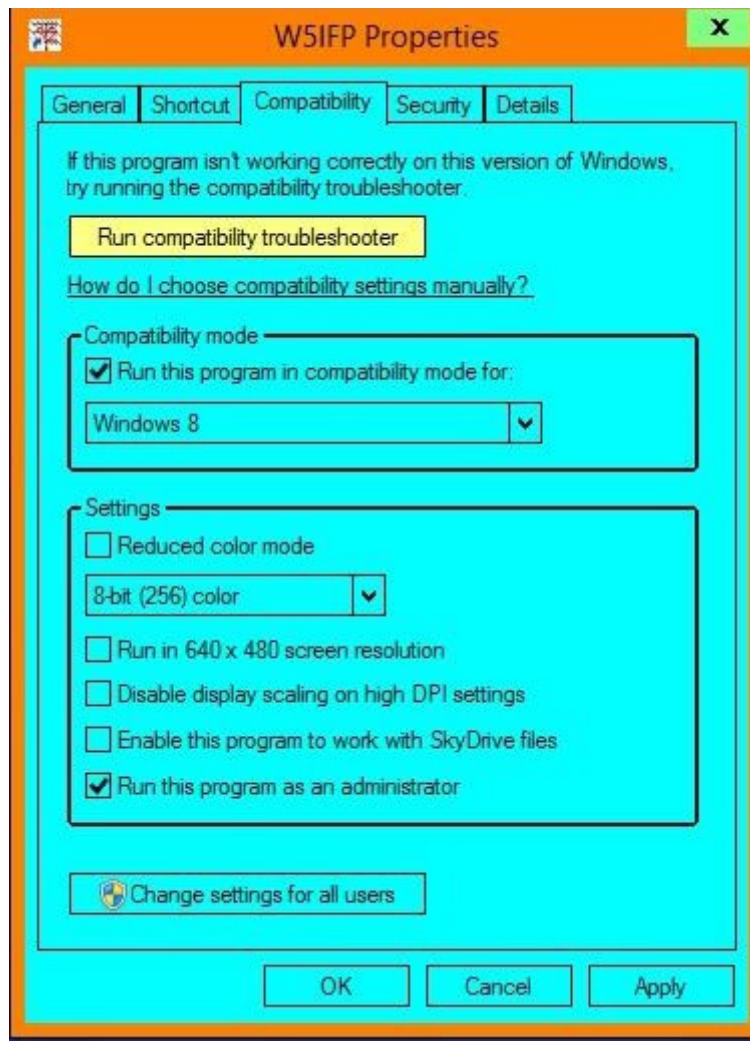 W5IFP Properties
x
General Shortcut Compatibility Security Details
If this program isn't working correctly on this version of Windows,
try running the compatibility troubleshooter.
Run compatibility troubleshooter
How do I choose compatibility settings manually?
Compatibility mode
Run this program in compatibility mode for:
Windows 8
Settings
Reduced color mode
8-bit (256) color
Run in 640 x 480 screen resolution
Disable display scaling on high DPI settings
Enable this program to work with SkyDrive files
Run this program as an administrator
Change settings for all users
OK Cancel Apply